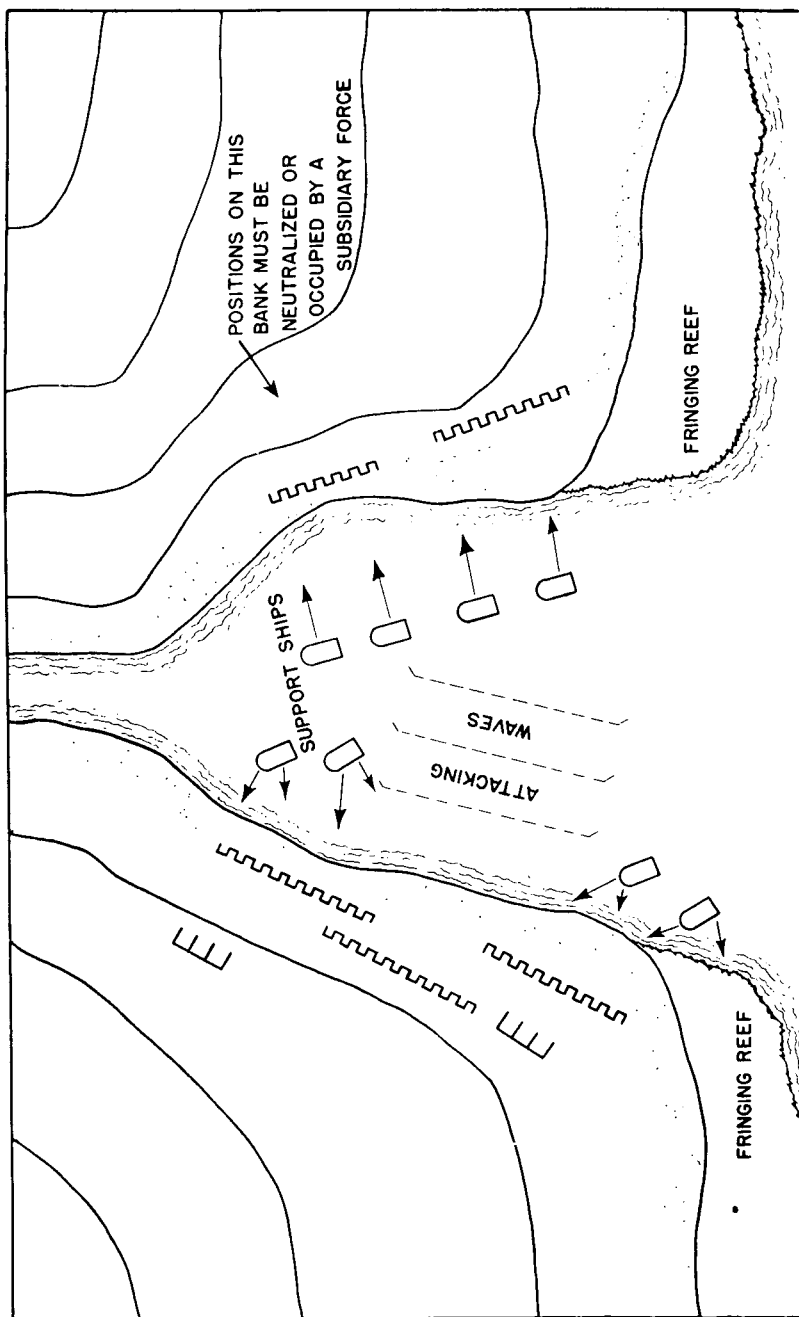 POSITIONS ON THIS
BANK MUST BE
NEUTRALIZED OR
OCCUPIED BY A
SUBSIDIARY FORCE
FRINGING REEF
SUPPORT SHIPS
WAVES
ATTACKING
FRINGING REEF